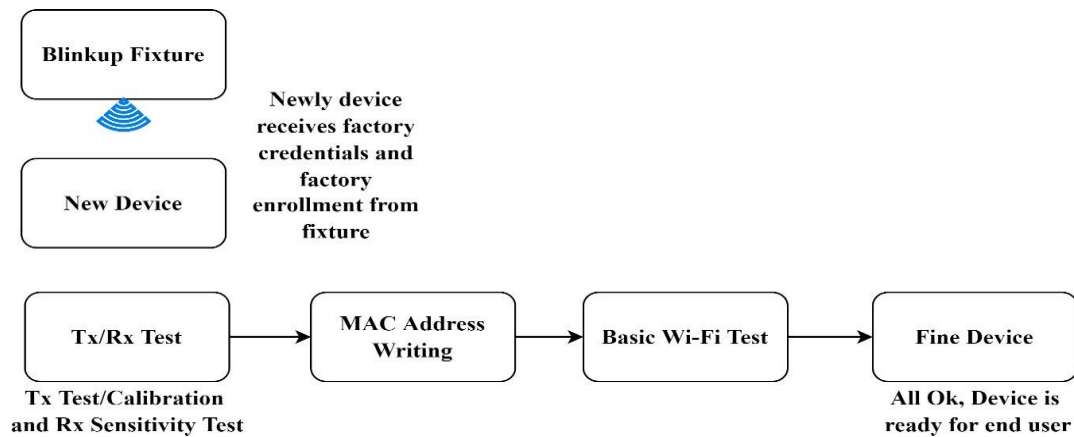 Blinkup Fixture
Newly device
receives factory
credentials and
factory
enrollment from
fixture
New Device
Tx/Rx Test
MAC Address
Writing
Basic Wi-Fi Test
Fine Device
Tx Test/Calibration
and Rx Sensitivity Test
All Ok, Device is
ready for end user